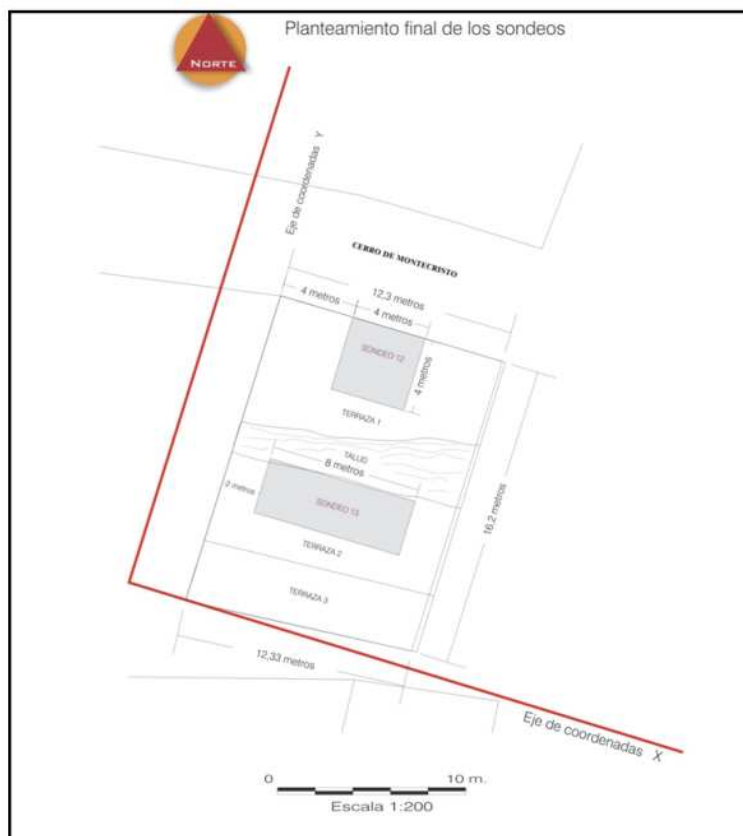 Planteamiento final de los sondeos
NORTE
Eje de coordenadas Y
CERRO DE MONTECRISTO
12,3 metros
4 metros
4 metros
SONDEO 12
4 metros
TERRAZA 1
TALUD
8 metros
2 metros
SONDEO 13
16,2 metros
TERRAZA 2
TERRAZA 3
12,33 metros
Eje de coordenadas X
0 10 m.
Escala 1:200